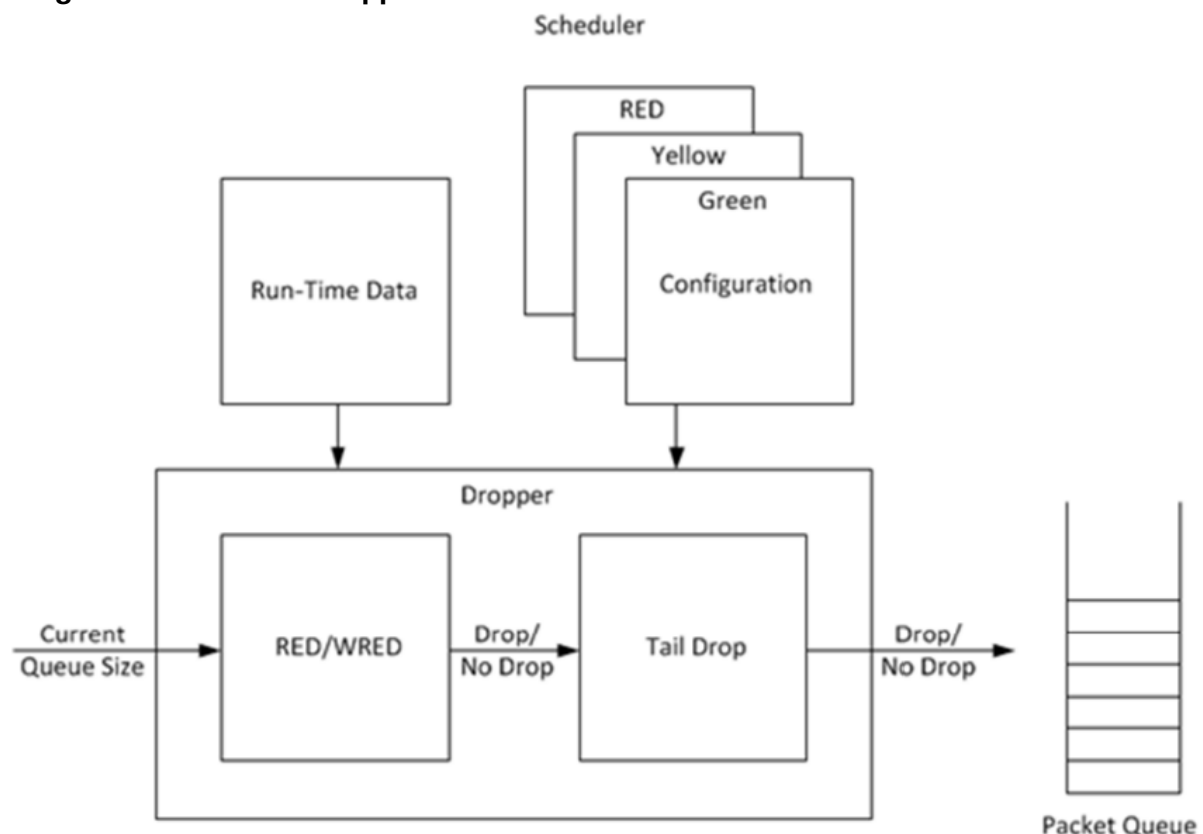 Scheduler
RED
Yellow
Green
Run-Time Data
Configuration
Dropper
Current
Queue Size
RED/WRED
Drop/
No Drop
Tail Drop
Drop/
No Drop
Packet Queue